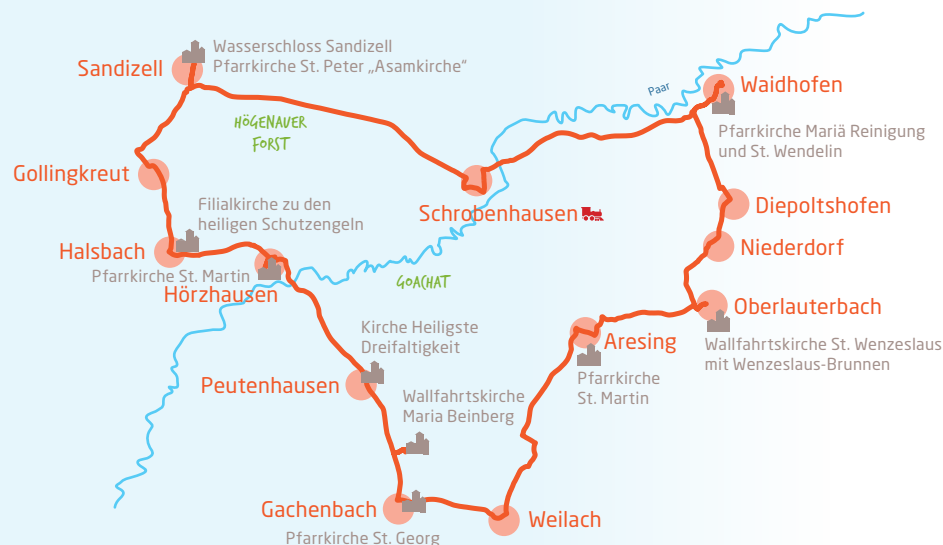 Wasserschloss Sandizell
Pfarrkirche St. Peter „Asamkirche“
Sandizell
Waidhofen
Paar
HÖGENAUER
FORST
Pfarrkirche Mariä Reinigung
und St. Wendelin
Gollingkreut
Filialkirche zu den
heiligen Schutzengeln
Schrobenhausen
Diepoltshofen
Halsbach
Niederdorf
Pfarrkirche St. Martin
Hörzhausen
GOACHAT
Oberlauterbach
Kirche Heiligste
Dreifaltigkeit
Aresing
Wallfahrtskirche St. Wenzeslaus
mit Wenzeslaus-Brunnen
Peutenhausen
Pfarrkirche
St. Martin
Wallfahrtskirche
Maria Beinberg
Gachenbach
Weilach
Pfarrkirche St. Georg